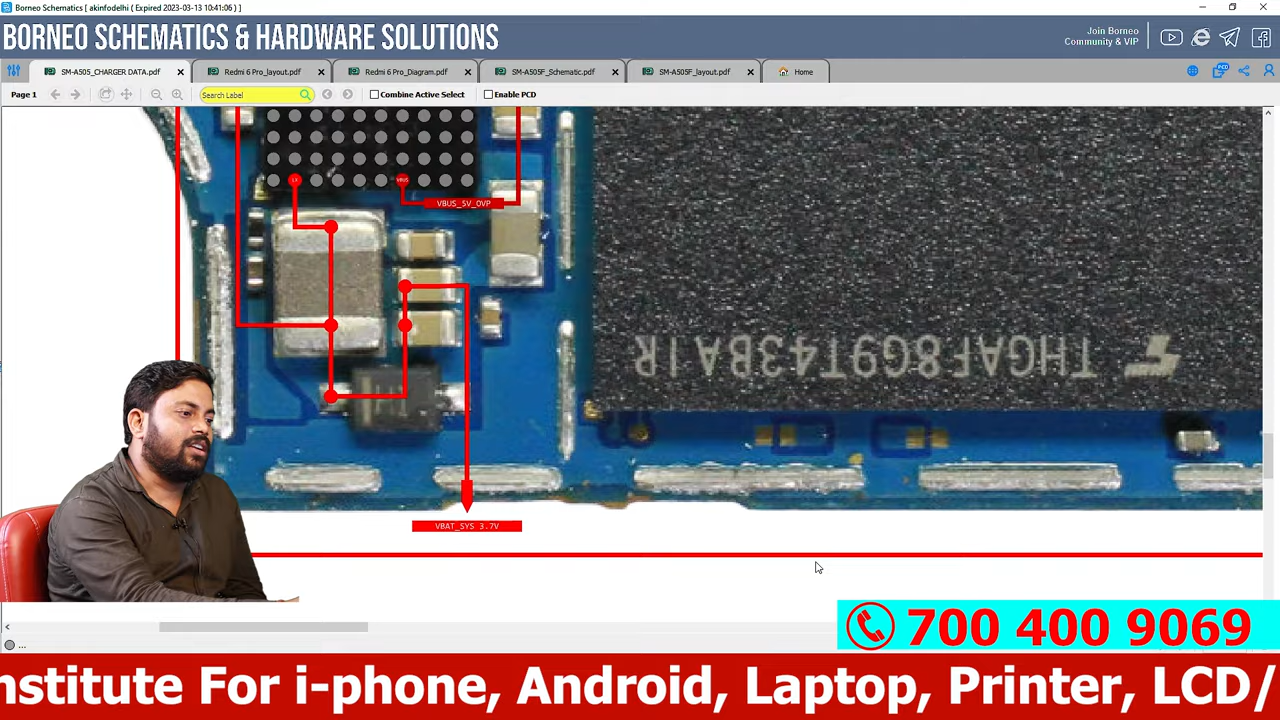 Borneo Schematics [ akinfodelhi ( Expired 2023-03-13 10:41:06 ) ]
BORNEO SCHEMATICS & HARDWARE SOLUTIONS
Join Borneo
Community & VIP
SM-A505_CHARGER DATA.pdf
Redmi 6 Pro_layout.pdf
Redmi 6 Pro_Diagram.pdf
SM-A505F_Schematic.pdf
SM-A505F_layout.pdf
Home
Page 1
Search Label
Combine Active Select
Enable PCD
VBUS
VBUS_5V_OVP
THGAF8G9T43BA1R
VBAT_SYS 3.7V
...
700 400 9069
nstitute For i-phone, Android, Laptop, Printer, LCD/